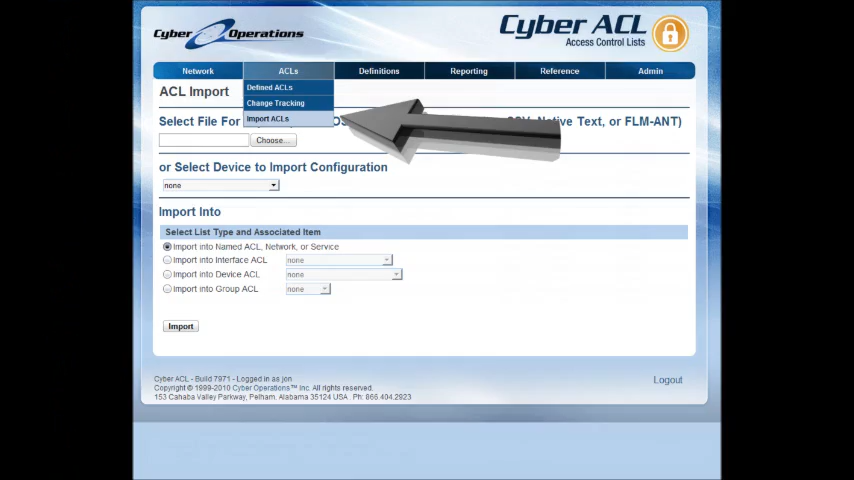 Cyber Operations
Cyber ACL
Access Control Lists
Network ACLs Definitions Reporting Reference Admin
Defined ACLs
Change Tracking
Import ACLs
ACL Import
Select File For CSV, Native Text, or FLM-ANT)
Choose...
or Select Device to Import Configuration
none
Import Into
Select List Type and Associated Item
Import into Named ACL, Network, or Service
Import into Interface ACL none
Import into Device ACL none
Import into Group ACL none
Import
Cyber ACL - Build 7971 - Logged in as jon
Copyright © 1999-2010 Cyber Operations™ Inc. All rights reserved.
153 Cahaba Valley Parkway, Pelham, Alabama 35124 USA . Ph: 866.404.2923
Logout